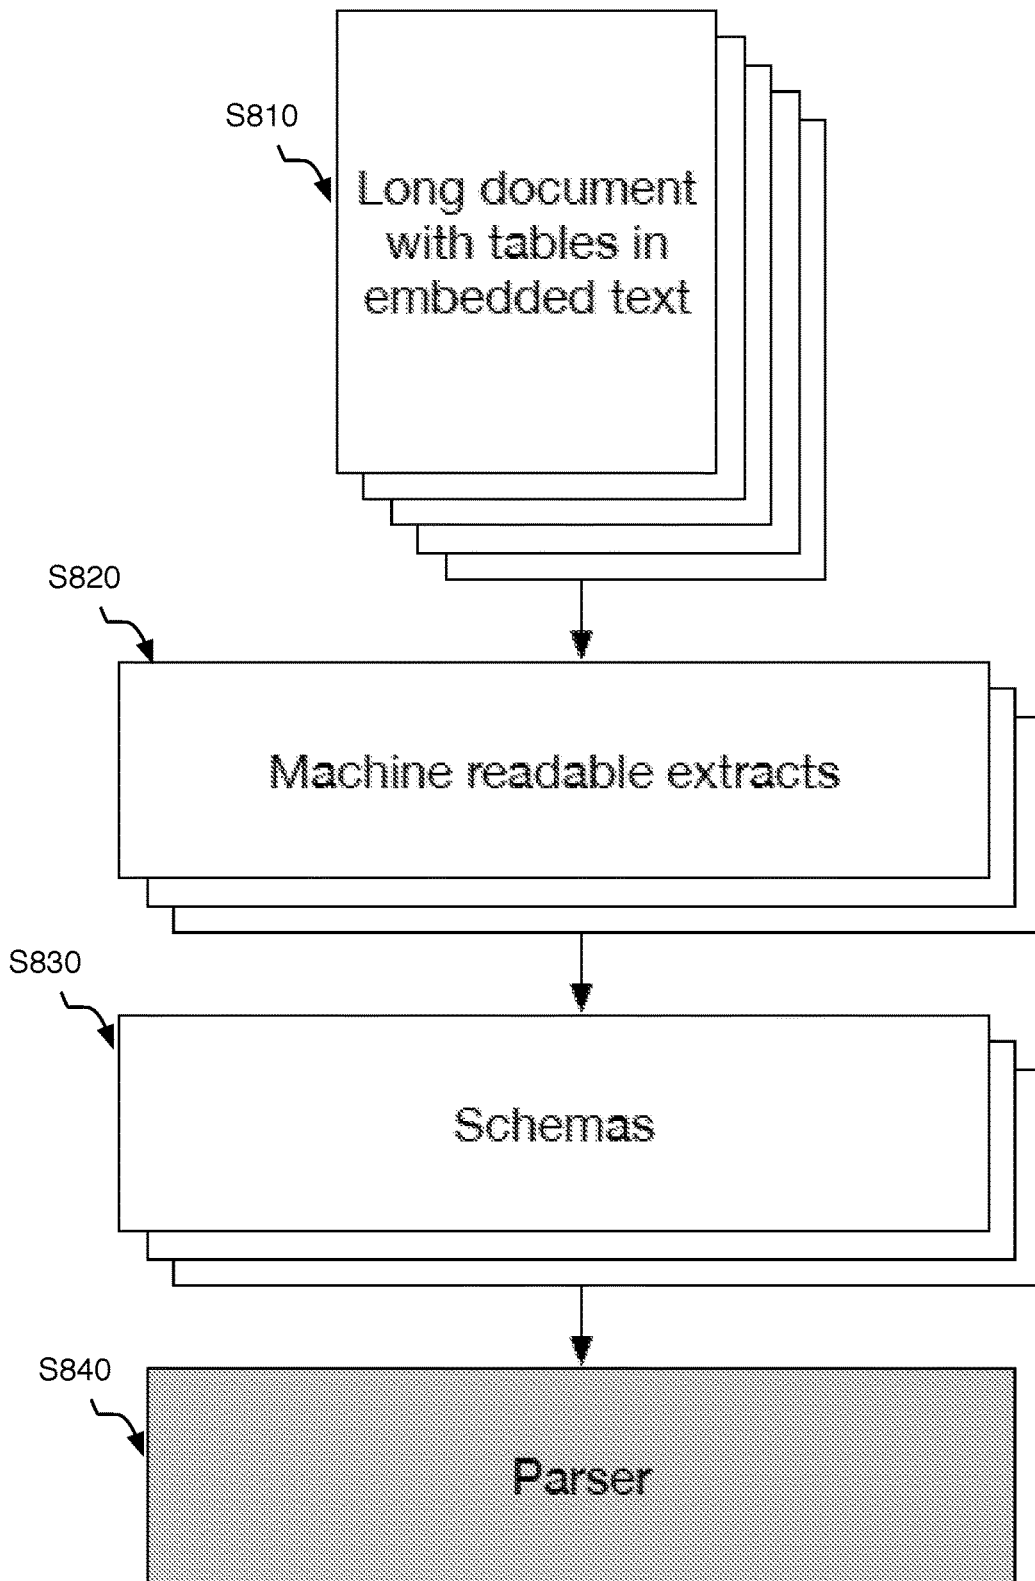 S810
Long document
with tables in
embedded text
S820
Machine readable extracts
S830
Schemas
S840
Parser